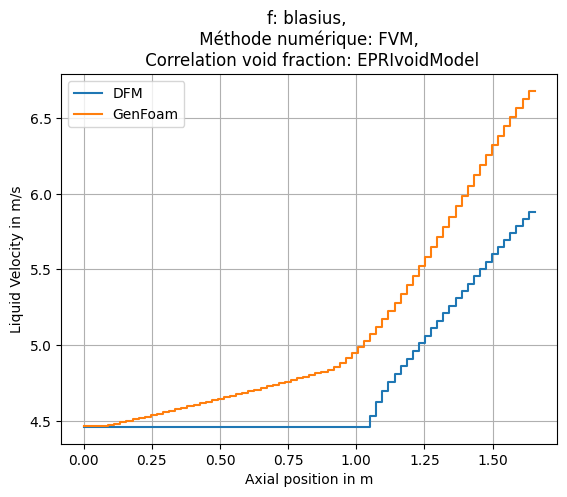 f: blasius,
Méthode numérique: FVM,
Correlation void fraction: EPRIvoidModel
DFM
GenFoam
Liquid Velocity in m/s
6.5
6.0
5.5
5.0
4.5
0.00 0.25 0.50 0.75 1.00 1.25 1.50
Axial position in m